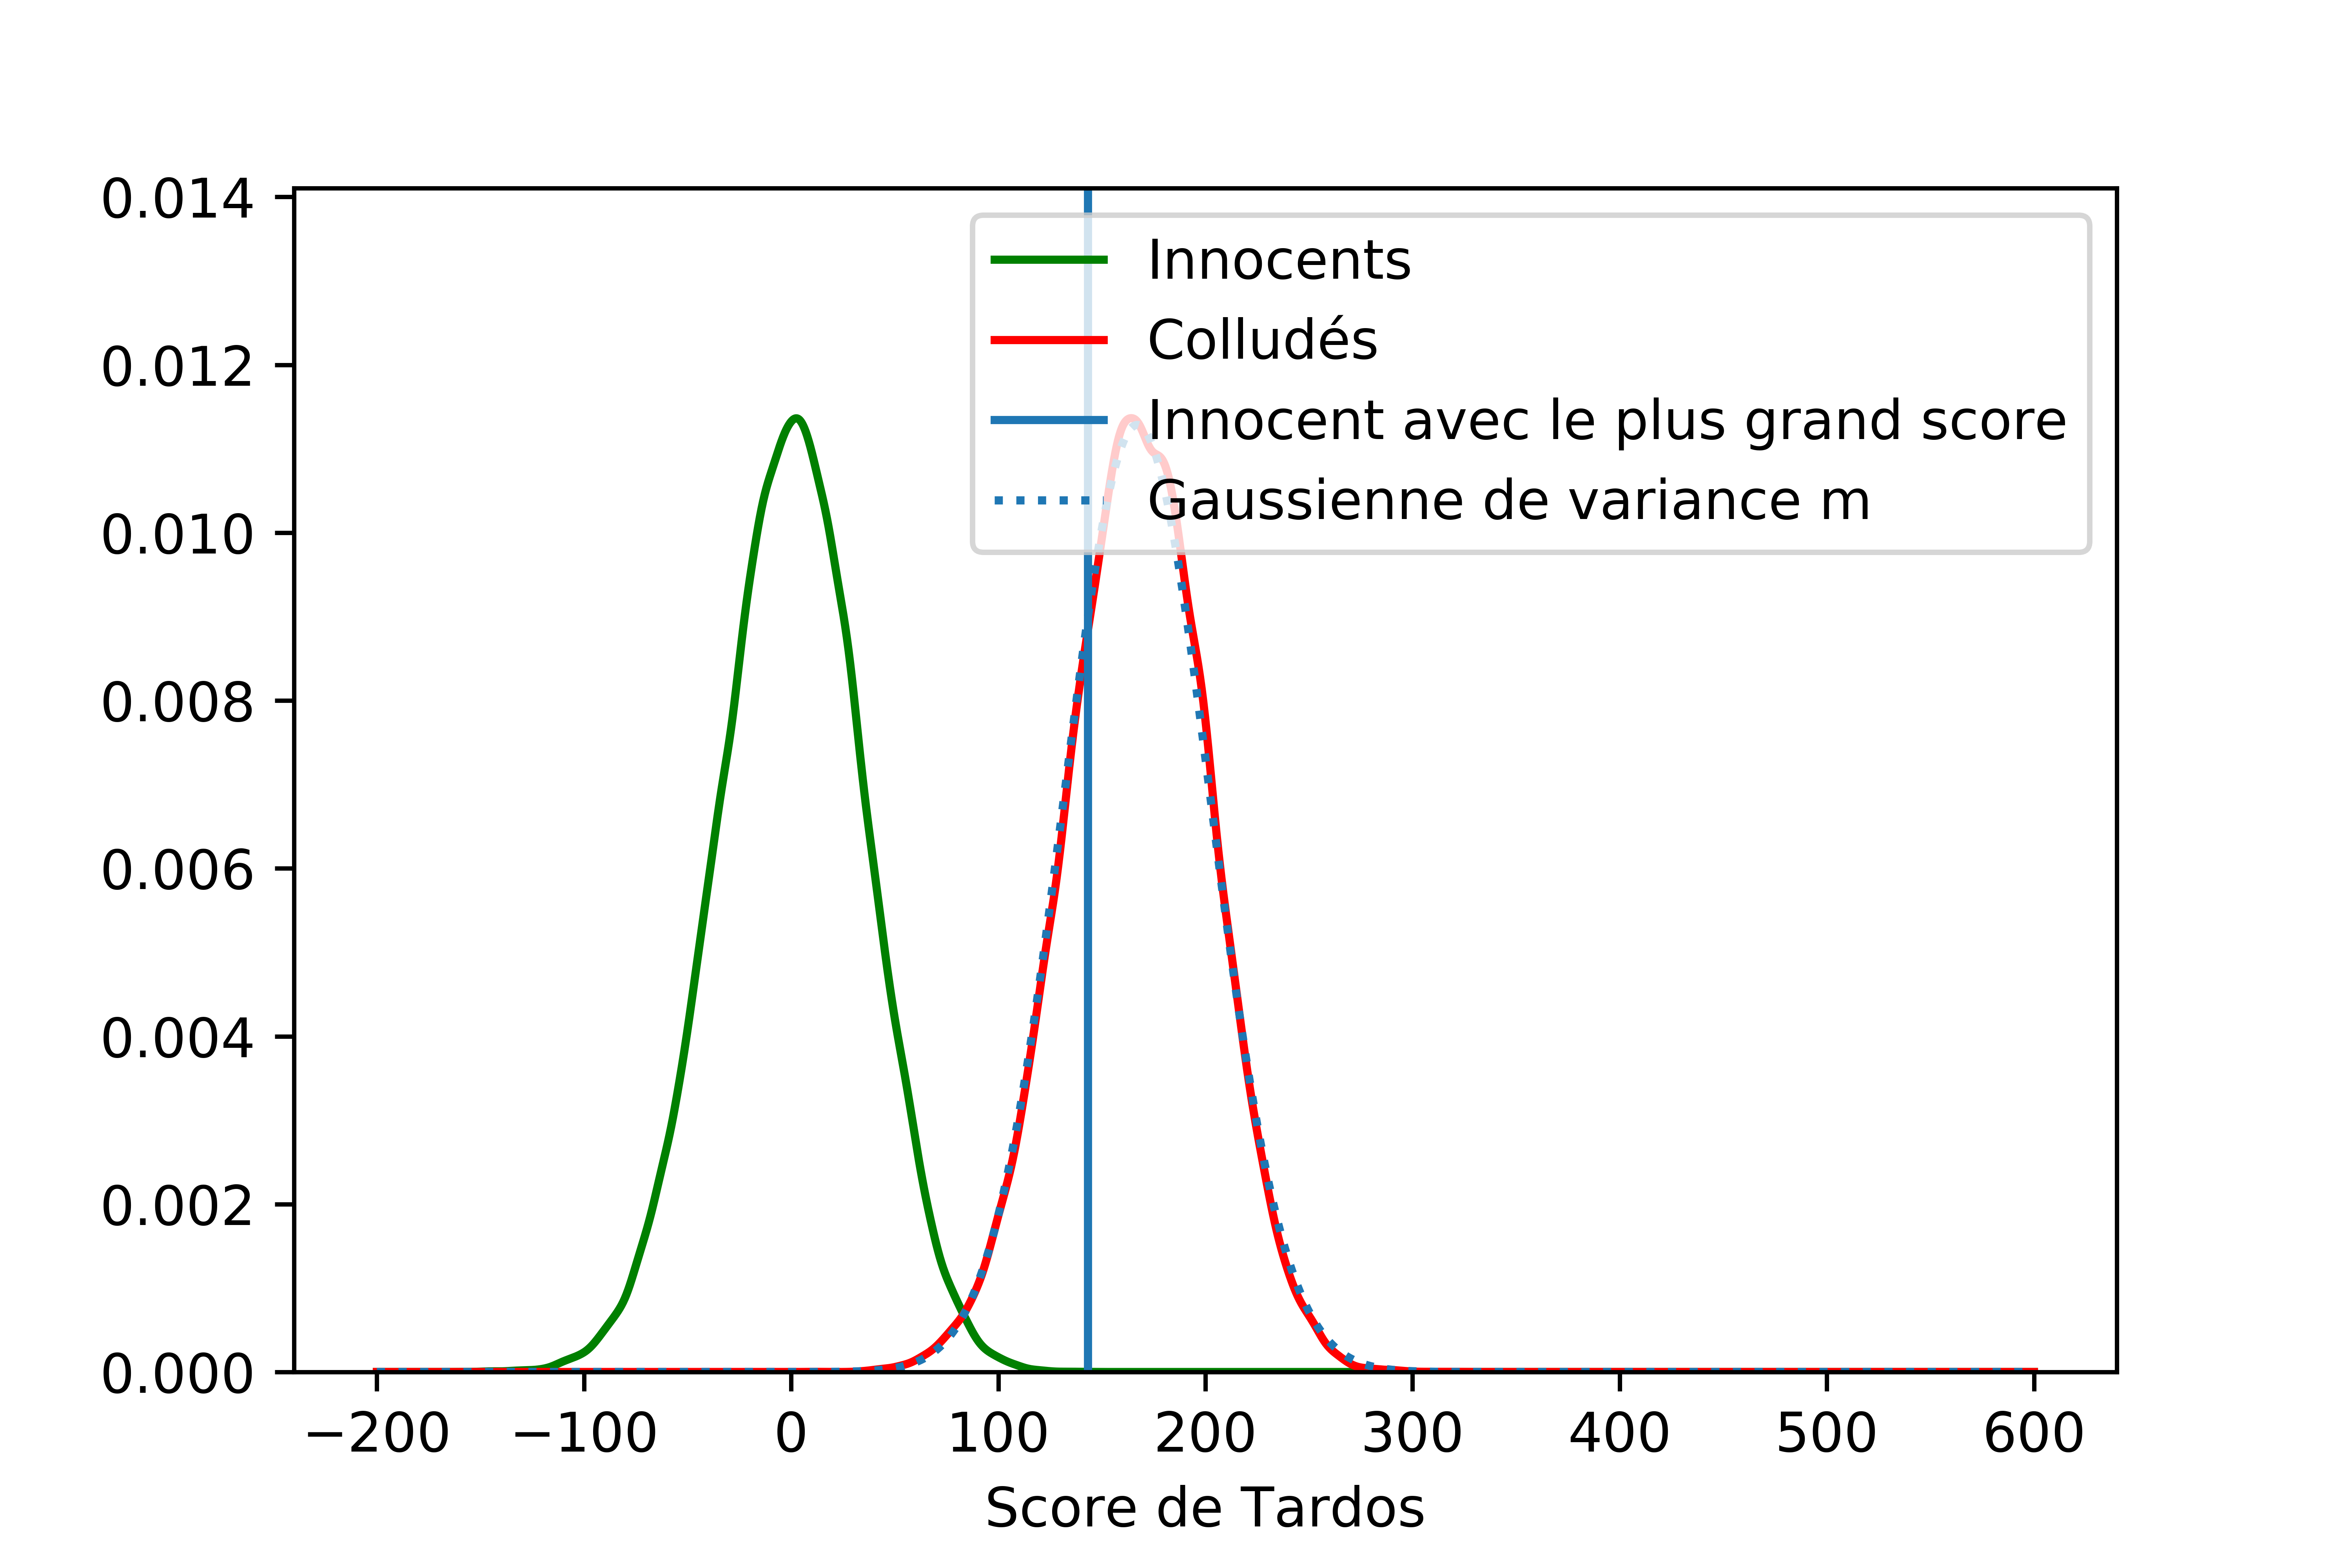 0.014
0.012
0.010
0.008
0.006
0.004
0.002
0.000
Innocents
Colludés
Innocent avec le plus grand score
Gaussienne de variance m
−200 −100 0 100 200 300 400 500 600
Score de Tardos